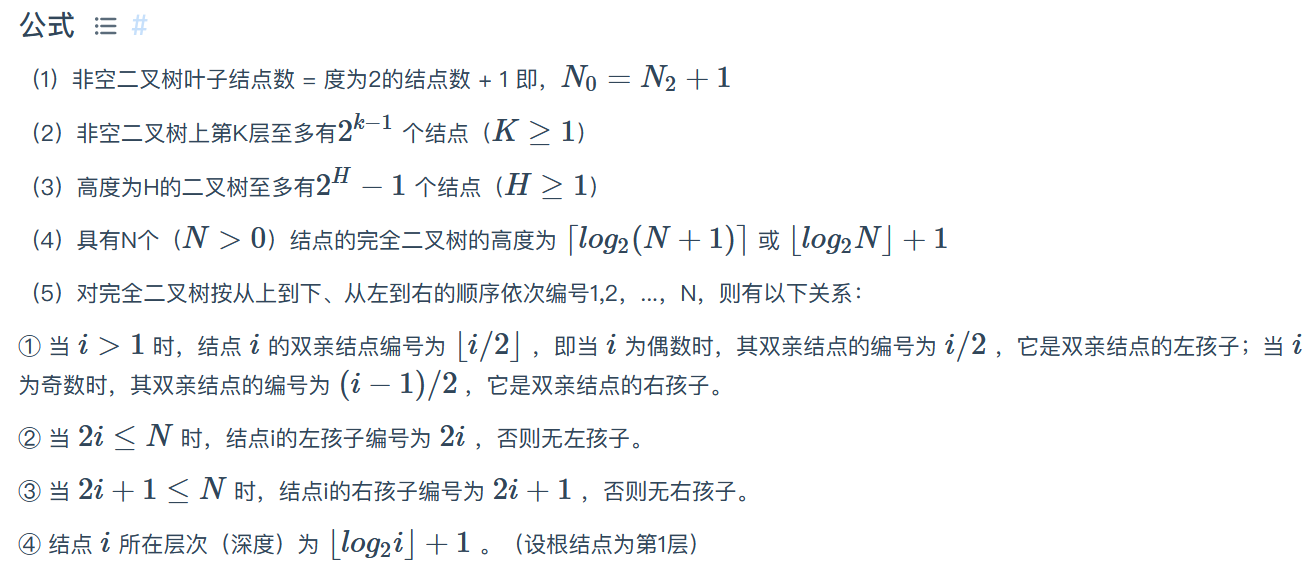 公式 #
（1）非空二叉树叶子结点数 = 度为2的结点数 + 1 即，$N_0 = N_2 + 1$
（2）非空二叉树上第K层至多有$2^{k-1}$ 个结点（$K \geq 1$）
（3）高度为H的二叉树至多有$2^H - 1$ 个结点（$H \geq 1$）
（4）具有N个（$N > 0$）结点的完全二叉树的高度为 $\lceil log_2(N + 1) \rceil$ 或 $\lfloor log_2 N \rfloor + 1$
（5）对完全二叉树按从上到下、从左到右的顺序依次编号1,2，...，N，则有以下关系：
① 当 $i > 1$ 时，结点 $i$ 的双亲结点编号为 $\lfloor i/2 \rfloor$ ，即当 $i$ 为偶数时，其双亲结点的编号为 $i/2$ ，它是双亲结点的左孩子；当 $i$
为奇数时，其双亲结点的编号为 $(i - 1)/2$ ，它是双亲结点的右孩子。
② 当 $2i \leq N$ 时，结点i的左孩子编号为 $2i$ ，否则无左孩子。
③ 当 $2i + 1 \leq N$ 时，结点i的右孩子编号为 $2i + 1$ ，否则无右孩子。
④ 结点 $i$ 所在层次（深度）为 $\lfloor log_2 i \rfloor + 1$ 。（设根结点为第1层）